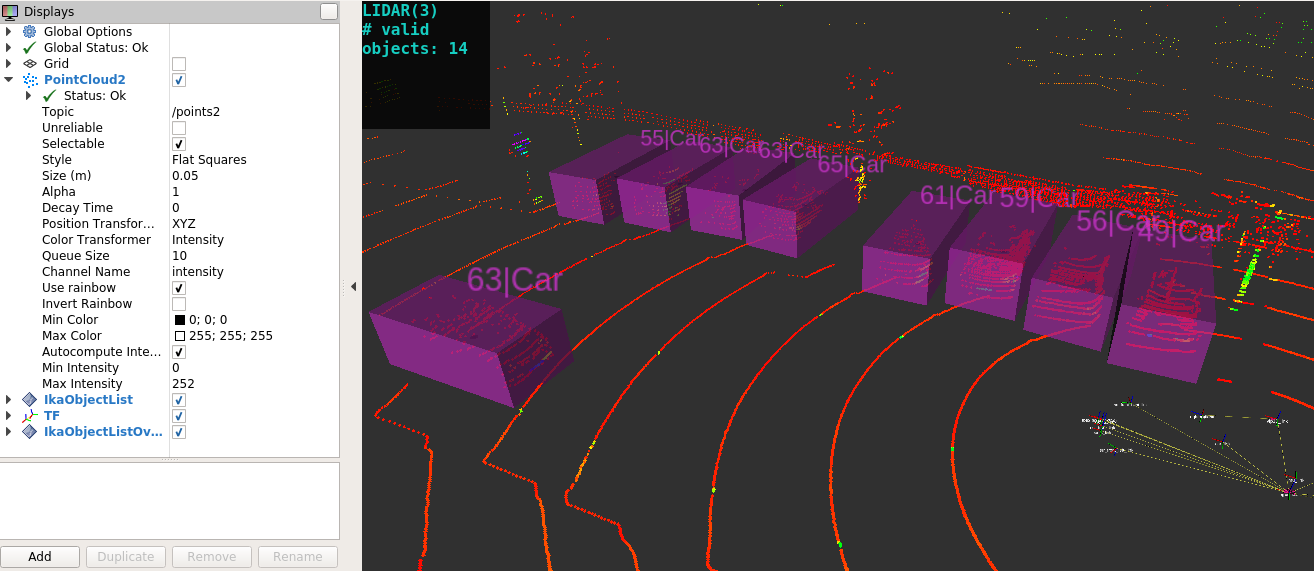 Displays
Global Options
Global Status: Ok
Grid
PointCloud2
Status: Ok
Topic /points2
Unreliable
Selectable
Style Flat Squares
Size (m) 0.05
Alpha 1
Decay Time 0
Position Transfor... XYZ
Color Transformer Intensity
Queue Size 10
Channel Name intensity
Use rainbow
Invert Rainbow
Min Color 0; 0; 0
Max Color 255; 255; 255
Autocompute Inte...
Min Intensity 0
Max Intensity 252
IkaObjectList
TF
IkaObjectListOv...
Add Duplicate Remove Rename
LIDAR(3)
# valid
objects: 14
55|Car
63|Car
63|Car
65|Car
61|Car
59|Car
56|Car
49|Car
63|Car